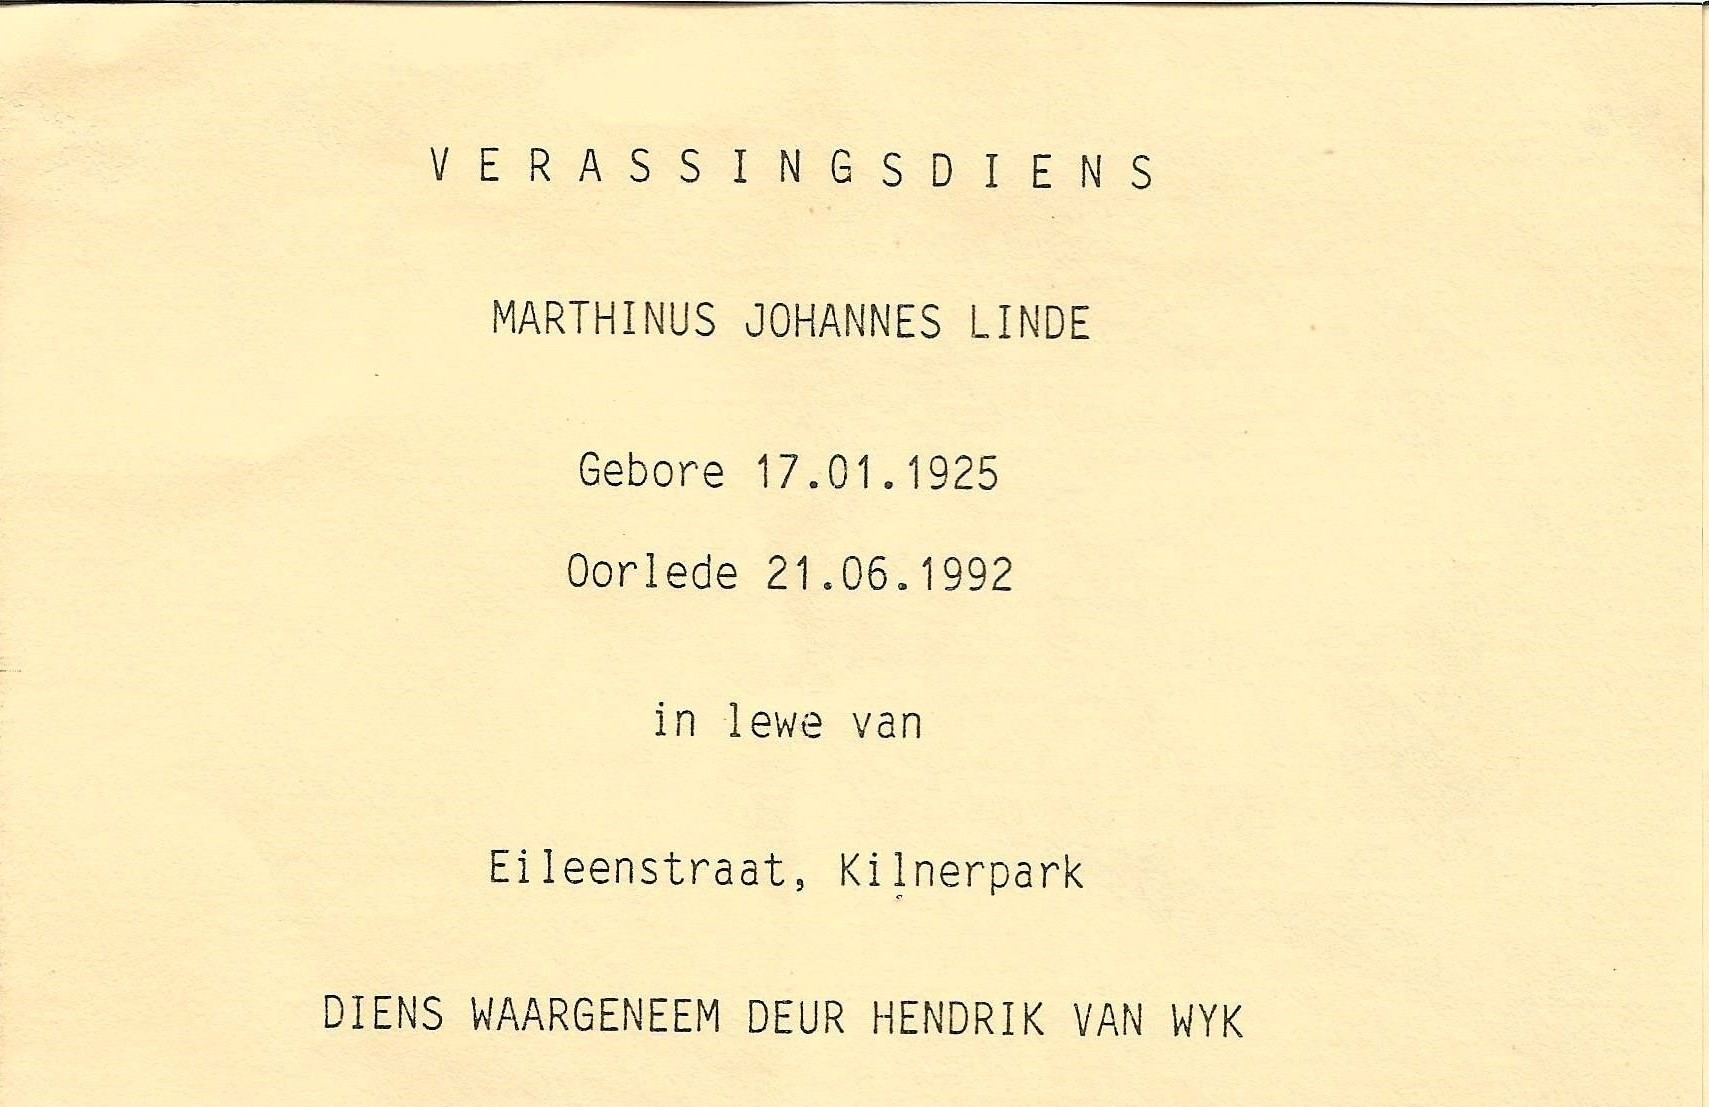 V E R A S S I N G S D I E N S
MARTHINUS JOHANNES LINDE
Gebore 17.01.1925
Oorlede 21.06.1992
in lewe van
Eileenstraat, Kilnerpark
DIENS WAARGENEEM DEUR HENDRIK VAN WYK